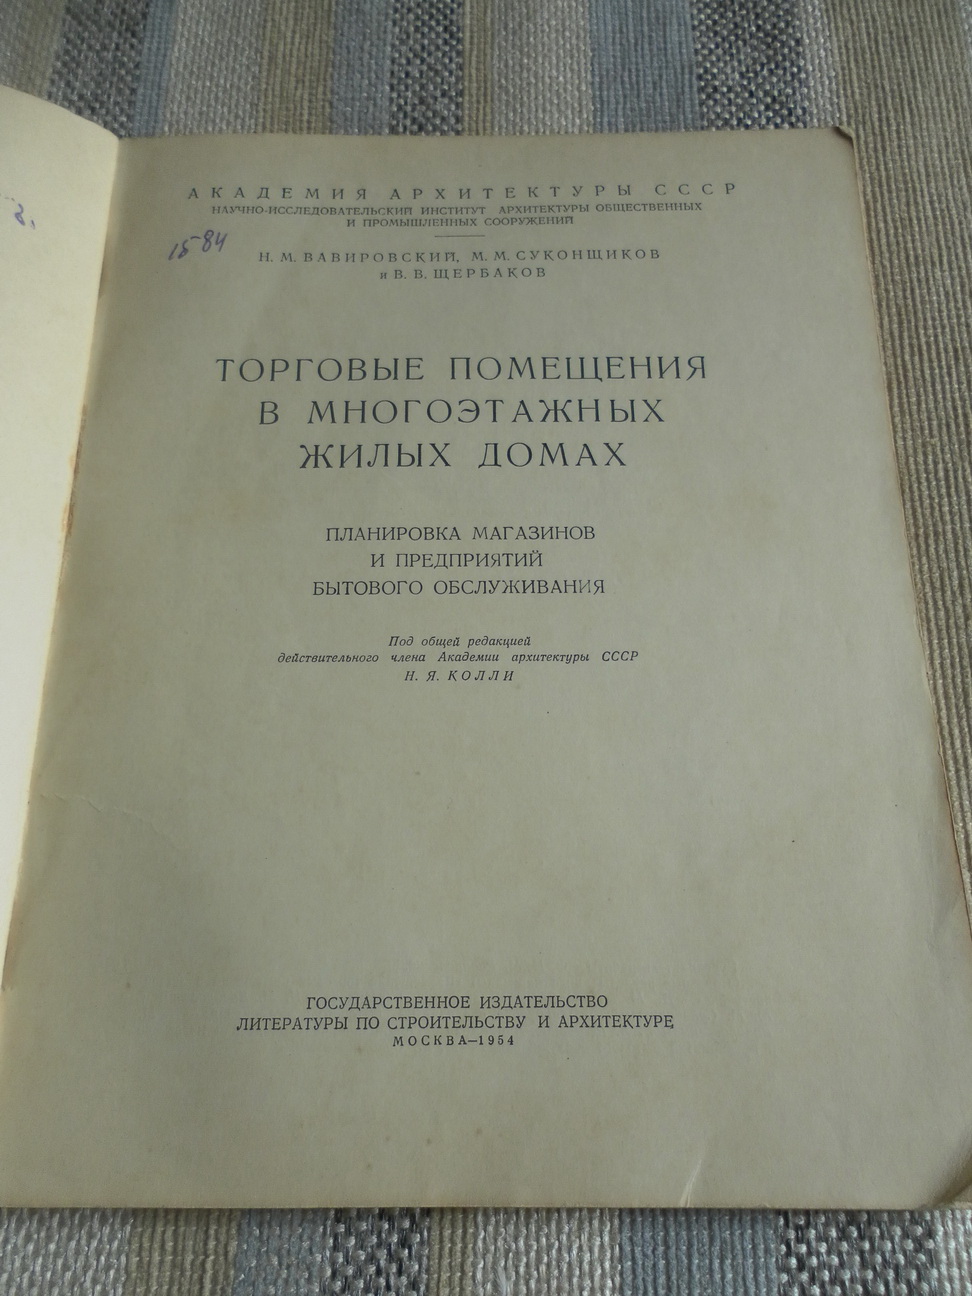 АКАДЕМИЯ АРХИТЕКТУРЫ СССР
НАУЧНО-ИССЛЕДОВАТЕЛЬСКИЙ ИНСТИТУТ АРХИТЕКТУРЫ ОБЩЕСТВЕННЫХ
И ПРОМЫШЛЕННЫХ СООРУЖЕНИЙ
15-84
Н. М. ВАВИРОВСКИЙ, М. М. СУКОНЩИКОВ
и В. В. ЩЕРБАКОВ
ТОРГОВЫЕ ПОМЕЩЕНИЯ
В МНОГОЭТАЖНЫХ
ЖИЛЫХ ДОМАХ
ПЛАНИРОВКА МАГАЗИНОВ
И ПРЕДПРИЯТИЙ
БЫТОВОГО ОБСЛУЖИВАНИЯ
Под общей редакцией
действительного члена Академии архитектуры СССР
Н. Я. КОЛЛИ
ГОСУДАРСТВЕННОЕ ИЗДАТЕЛЬСТВО
ЛИТЕРАТУРЫ ПО СТРОИТЕЛЬСТВУ И АРХИТЕКТУРЕ
МОСКВА—1954